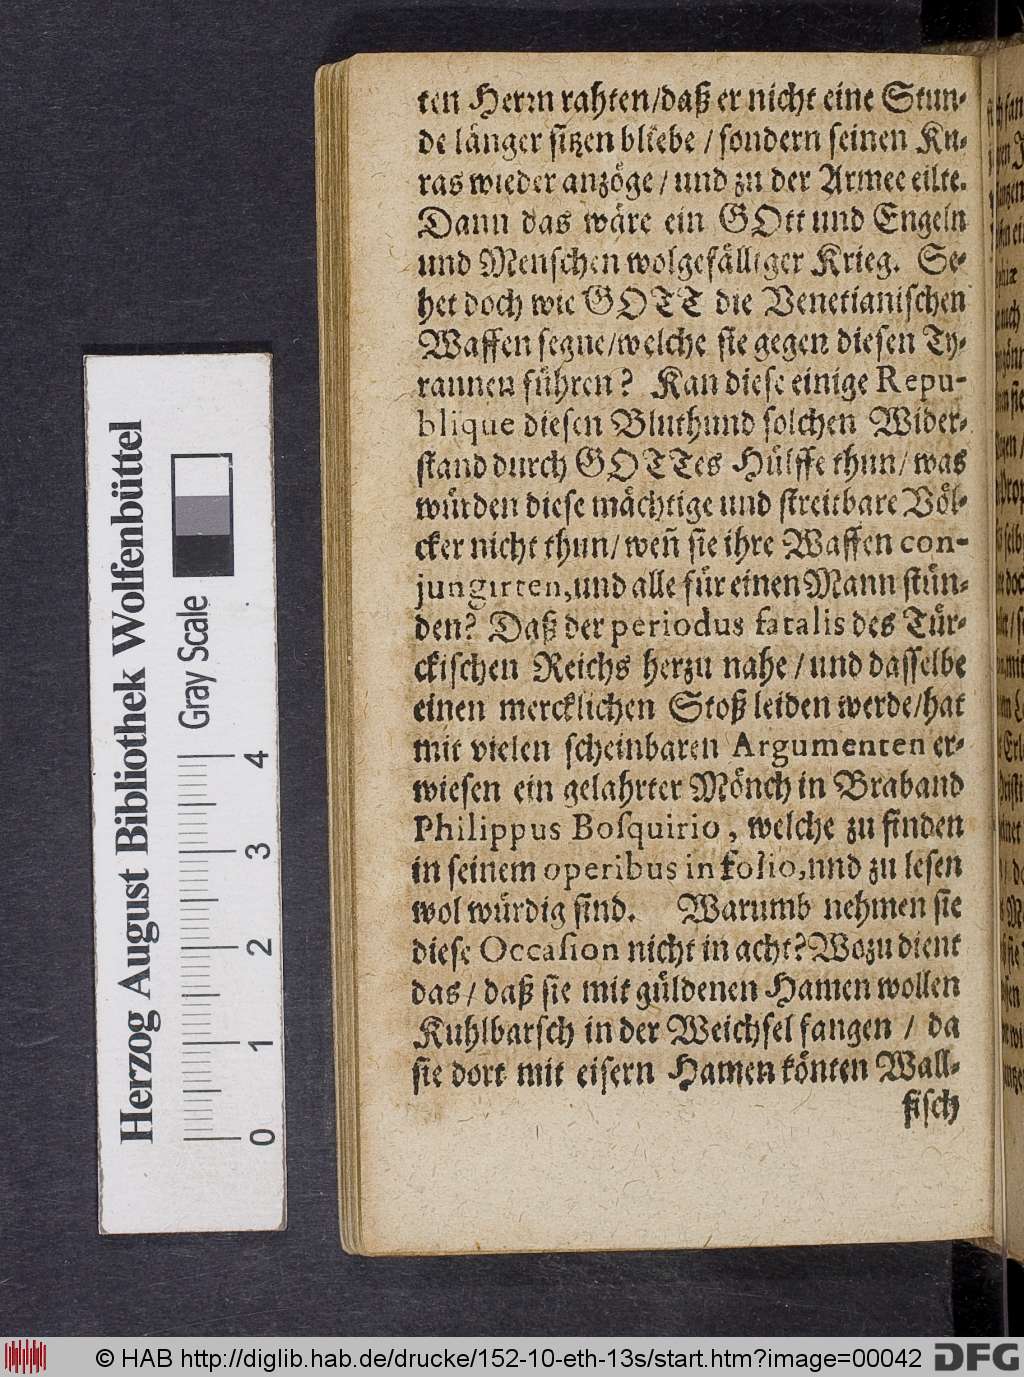 ten Herrn rahten/daß er nicht eine Stun-
de länger sitzen bliebe / sondern seinen Ku-
ras wieder anzöge / und zu der Armee eilte.
Dann das wäre ein GOtt und Engeln
und Menschen wolgefälliger Krieg. Se-
het doch wie GOTT die Venetianischen
Waffen segne/welche sie gegen diesen Ty-
rannen führen? Kan diese einige Repu-
blique diesen Bluthund solchen Wider-
stand durch GOTTes Hülffe thun/ was
würden diese mächtige und streitbare Völ-
cker nicht thun/ weñ sie ihre Waffen con-
jungirten,und alle für einen Mann stün-
den? Daß der periodus fatalis des Tür-
ckischen Reichs herzu nahe / und dasselbe
einen mercklichen Stoß leiden werde/hat
mit vielen scheinbaren Argumenten er-
wiesen ein gelahrter Mönch in Braband
Philippus Bosquirio, welche zu finden
in seinem operibus in folio,nnd zu lesen
wol würdig sind. Warumb nehmen sie
diese Occasion nicht in acht? Wozu dient
das / daß sie mit güldenen Hamen wollen
Kuhlbarsch in der Weichsel fangen / da
sie dort mit eisern Hamen könten Wall-
fisch
Herzog August Bibliothek Wolfenbüttel
Gray Scale
0 1 2 3 4
© HAB http://diglib.hab.de/drucke/152-10-eth-13s/start.htm?image=00042
DFG